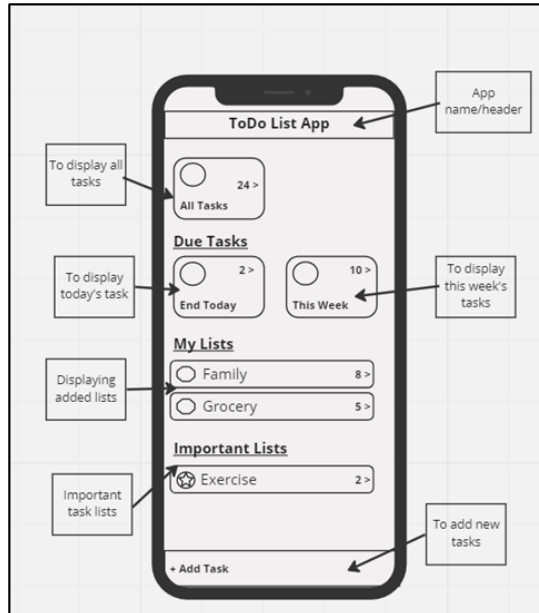 App
name/header
ToDo List App
To display all
tasks
24 >
All Tasks
Due Tasks
To display
today's task
2 >
End Today
10 >
This Week
To display
this week's
tasks
My Lists
Displaying
added lists
Family 8 >
Grocery 5 >
Important Lists
Important
task lists
Exercise 2 >
To add new
tasks
+ Add Task